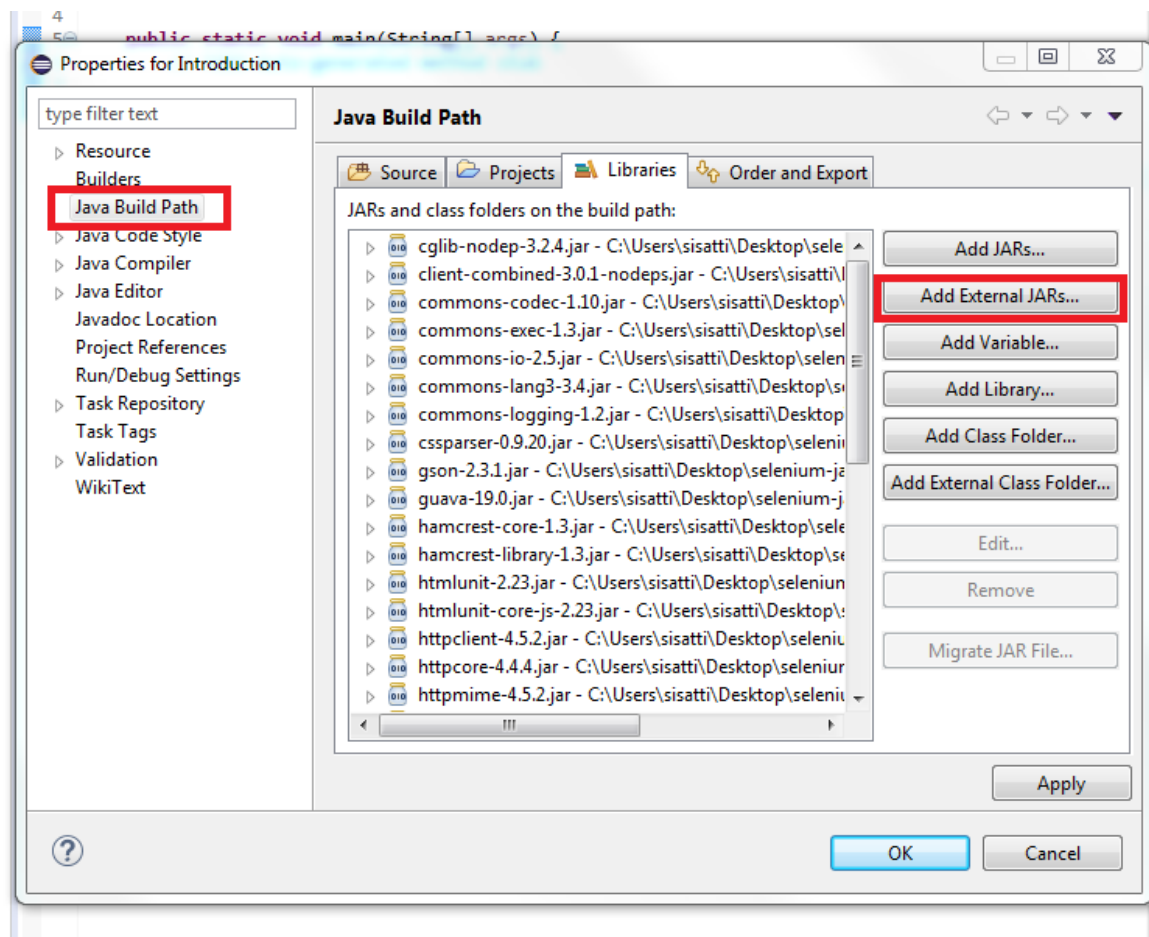 4
5 public static void main(String[] args) {
Properties for Introduction
type filter text
Resource
Builders
Java Build Path
Java Code Style
Java Compiler
Java Editor
Javadoc Location
Project References
Run/Debug Settings
Task Repository
Task Tags
Validation
WikiText
Java Build Path
Source Projects Libraries Order and Export
JARs and class folders on the build path:
cglib-nodep-3.2.4.jar - C:\Users\sisatti\Desktop\sele
client-combined-3.0.1-nodeps.jar - C:\Users\sisatti\
commons-codec-1.10.jar - C:\Users\sisatti\Desktop\
commons-exec-1.3.jar - C:\Users\sisatti\Desktop\sel
commons-io-2.5.jar - C:\Users\sisatti\Desktop\selen
commons-lang3-3.4.jar - C:\Users\sisatti\Desktop\s
commons-logging-1.2.jar - C:\Users\sisatti\Desktop
cssparser-0.9.20.jar - C:\Users\sisatti\Desktop\seleni
gson-2.3.1.jar - C:\Users\sisatti\Desktop\selenium-ja
guava-19.0.jar - C:\Users\sisatti\Desktop\selenium-j
hamcrest-core-1.3.jar - C:\Users\sisatti\Desktop\sele
hamcrest-library-1.3.jar - C:\Users\sisatti\Desktop\se
htmlunit-2.23.jar - C:\Users\sisatti\Desktop\selenium
htmlunit-core-js-2.23.jar - C:\Users\sisatti\Desktop\s
httpclient-4.5.2.jar - C:\Users\sisatti\Desktop\seleniu
httpcore-4.4.4.jar - C:\Users\sisatti\Desktop\selenium
httpmime-4.5.2.jar - C:\Users\sisatti\Desktop\seleniu
Add JARs...
Add External JARs...
Add Variable...
Add Library...
Add Class Folder...
Add External Class Folder...
Edit...
Remove
Migrate JAR File...
Apply
OK
Cancel